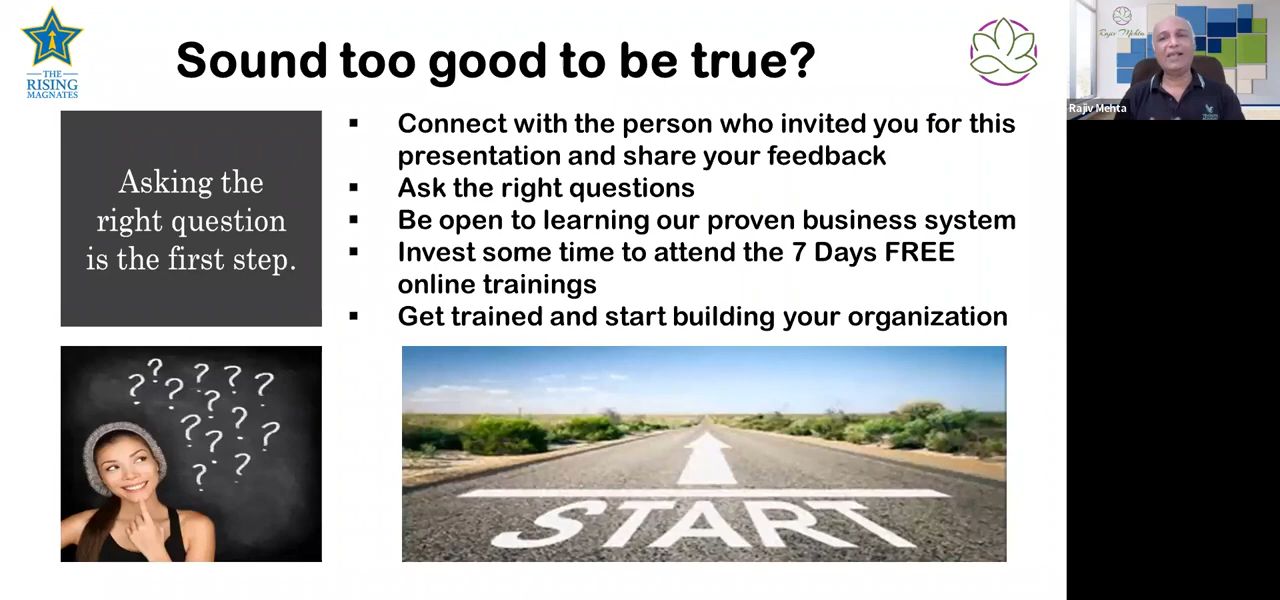 Sound too good to be true?
THE
RISING
MAGNATES
Asking the
right question
is the first step.
▪ Connect with the person who invited you for this
presentation and share your feedback
▪ Ask the right questions
▪ Be open to learning our proven business system
▪ Invest some time to attend the 7 Days FREE
online trainings
▪ Get trained and start building your organization
? ? ? ? ? ? ? ? ? ? ? ? ? ?
START
Rajiv Mehta
Rajiv Mehta